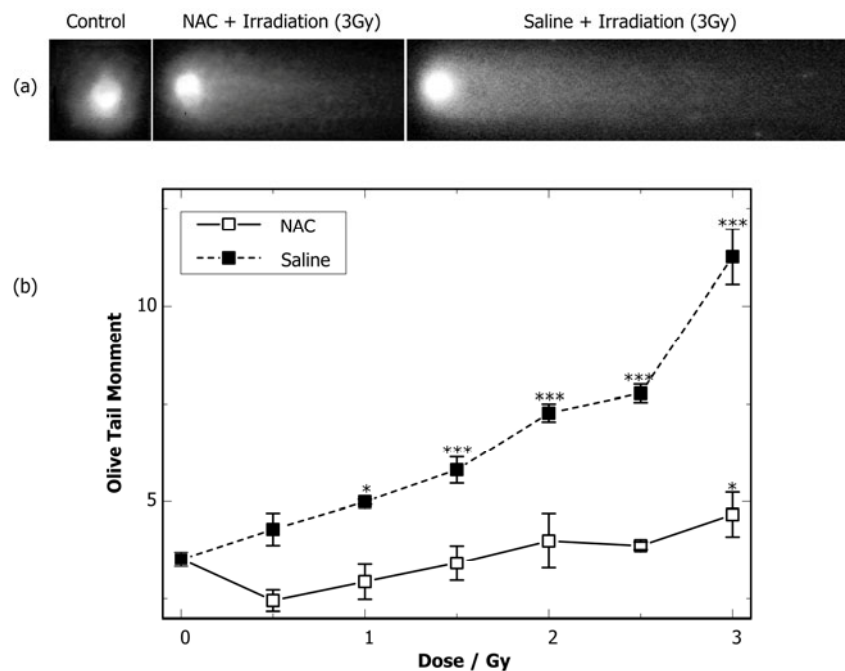 Control NAC + Irradiation (3Gy) Saline + Irradiation (3Gy)
(a)
(b)
NAC
Saline
***
10
***
***
***
*
*
5
Olive Tail Monment
0 1 2 3
Dose / Gy